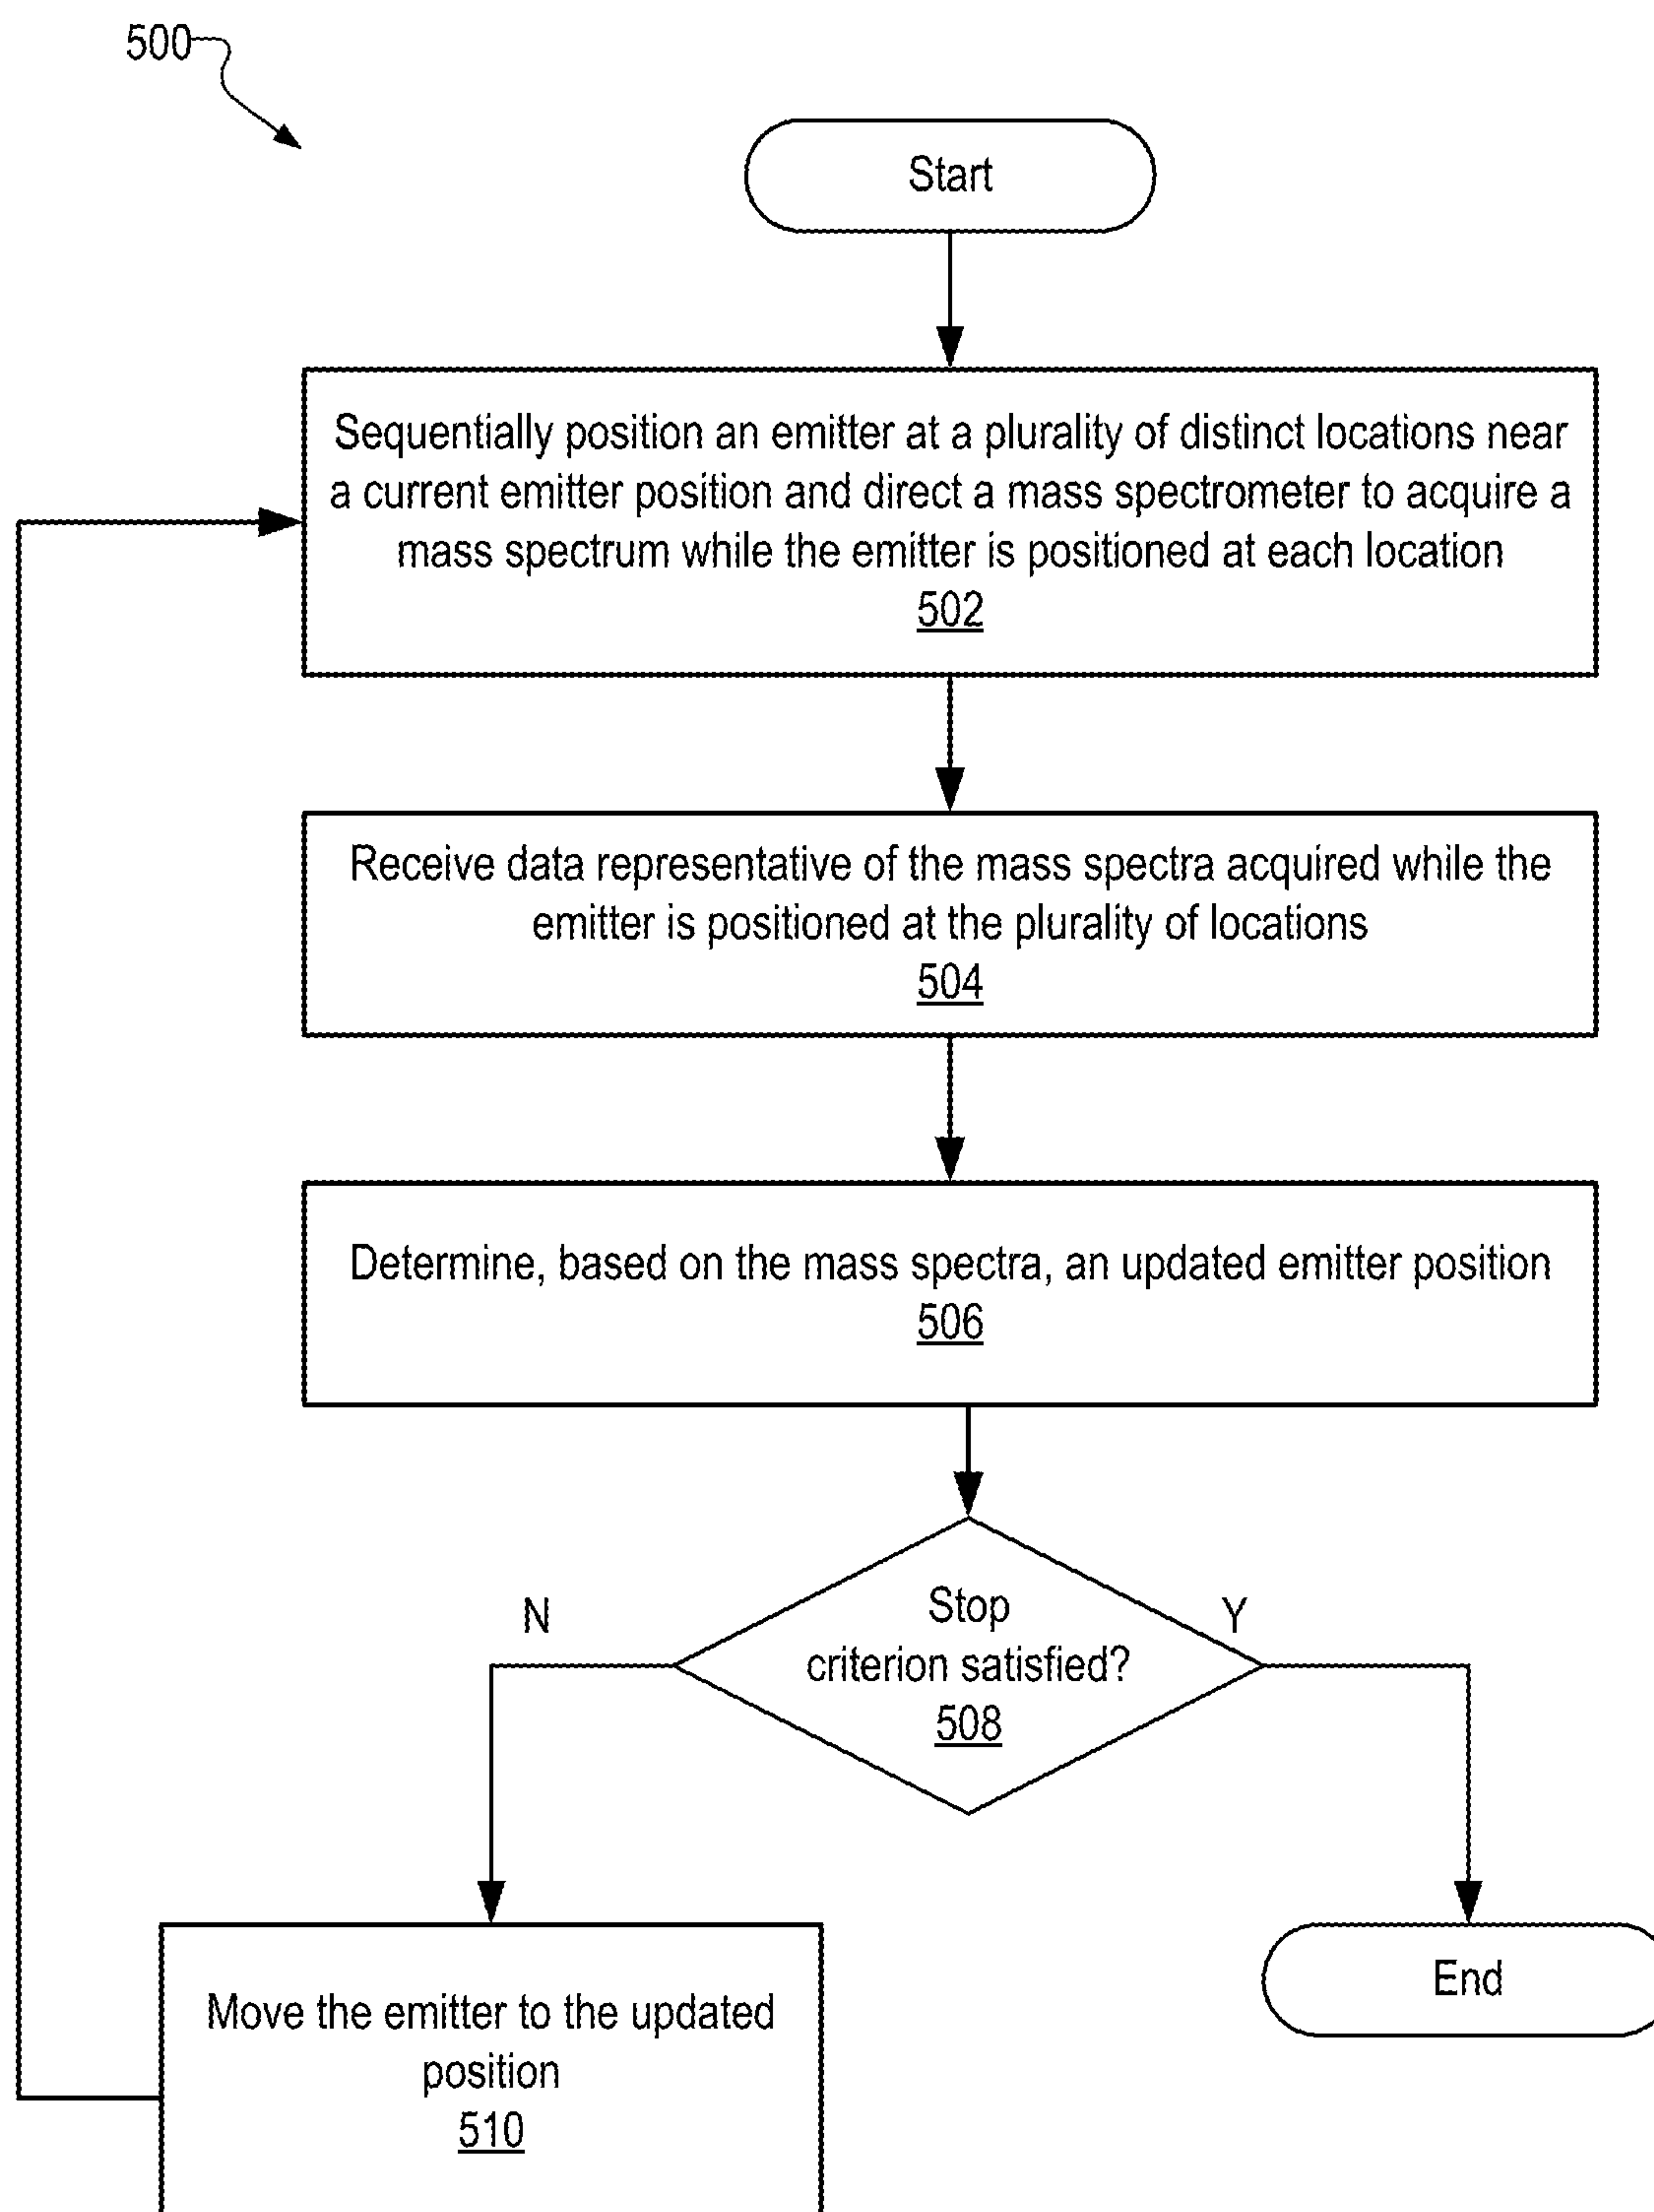 500
Start
Sequentially position an emitter at a plurality of distinct locations near
a current emitter position and direct a mass spectrometer to acquire a
mass spectrum while the emitter is positioned at each location
502
Receive data representative of the mass spectra acquired while the
emitter is positioned at the plurality of locations
504
Determine, based on the mass spectra, an updated emitter position
506
Stop
criterion satisfied?
508
N
Y
Move the emitter to the updated
position
510
End